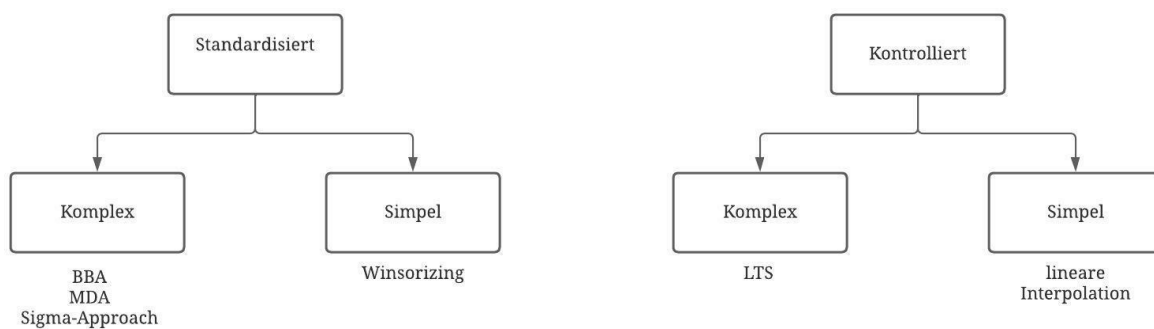 Standardisiert
Kontrolliert
Komplex
Simpel
Komplex
Simpel
BBA
MDA
Sigma-Approach
Winsorizing
LTS
lineare
Interpolation